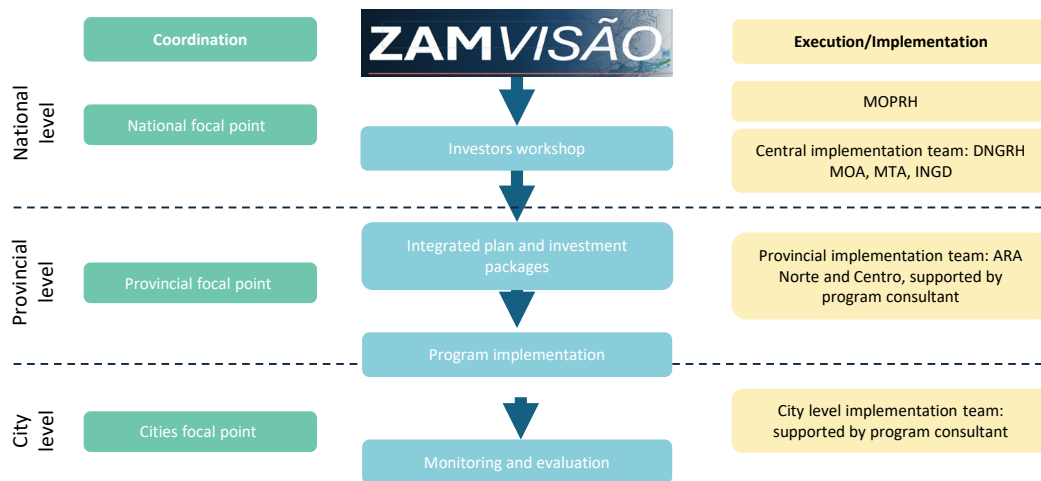 Coordination
ZAMVISÃO
Execution/Implementation
National
level
National focal point
MOPRH
Investors workshop
Central implementation team: DNGRH
MOA, MTA, INGD
Provincial
level
Provincial focal point
Integrated plan and investment
packages
Provincial implementation team: ARA
Norte and Centro, supported by
program consultant
Program implementation
City
level
Cities focal point
City level implementation team:
supported by program consultant
Monitoring and evaluation